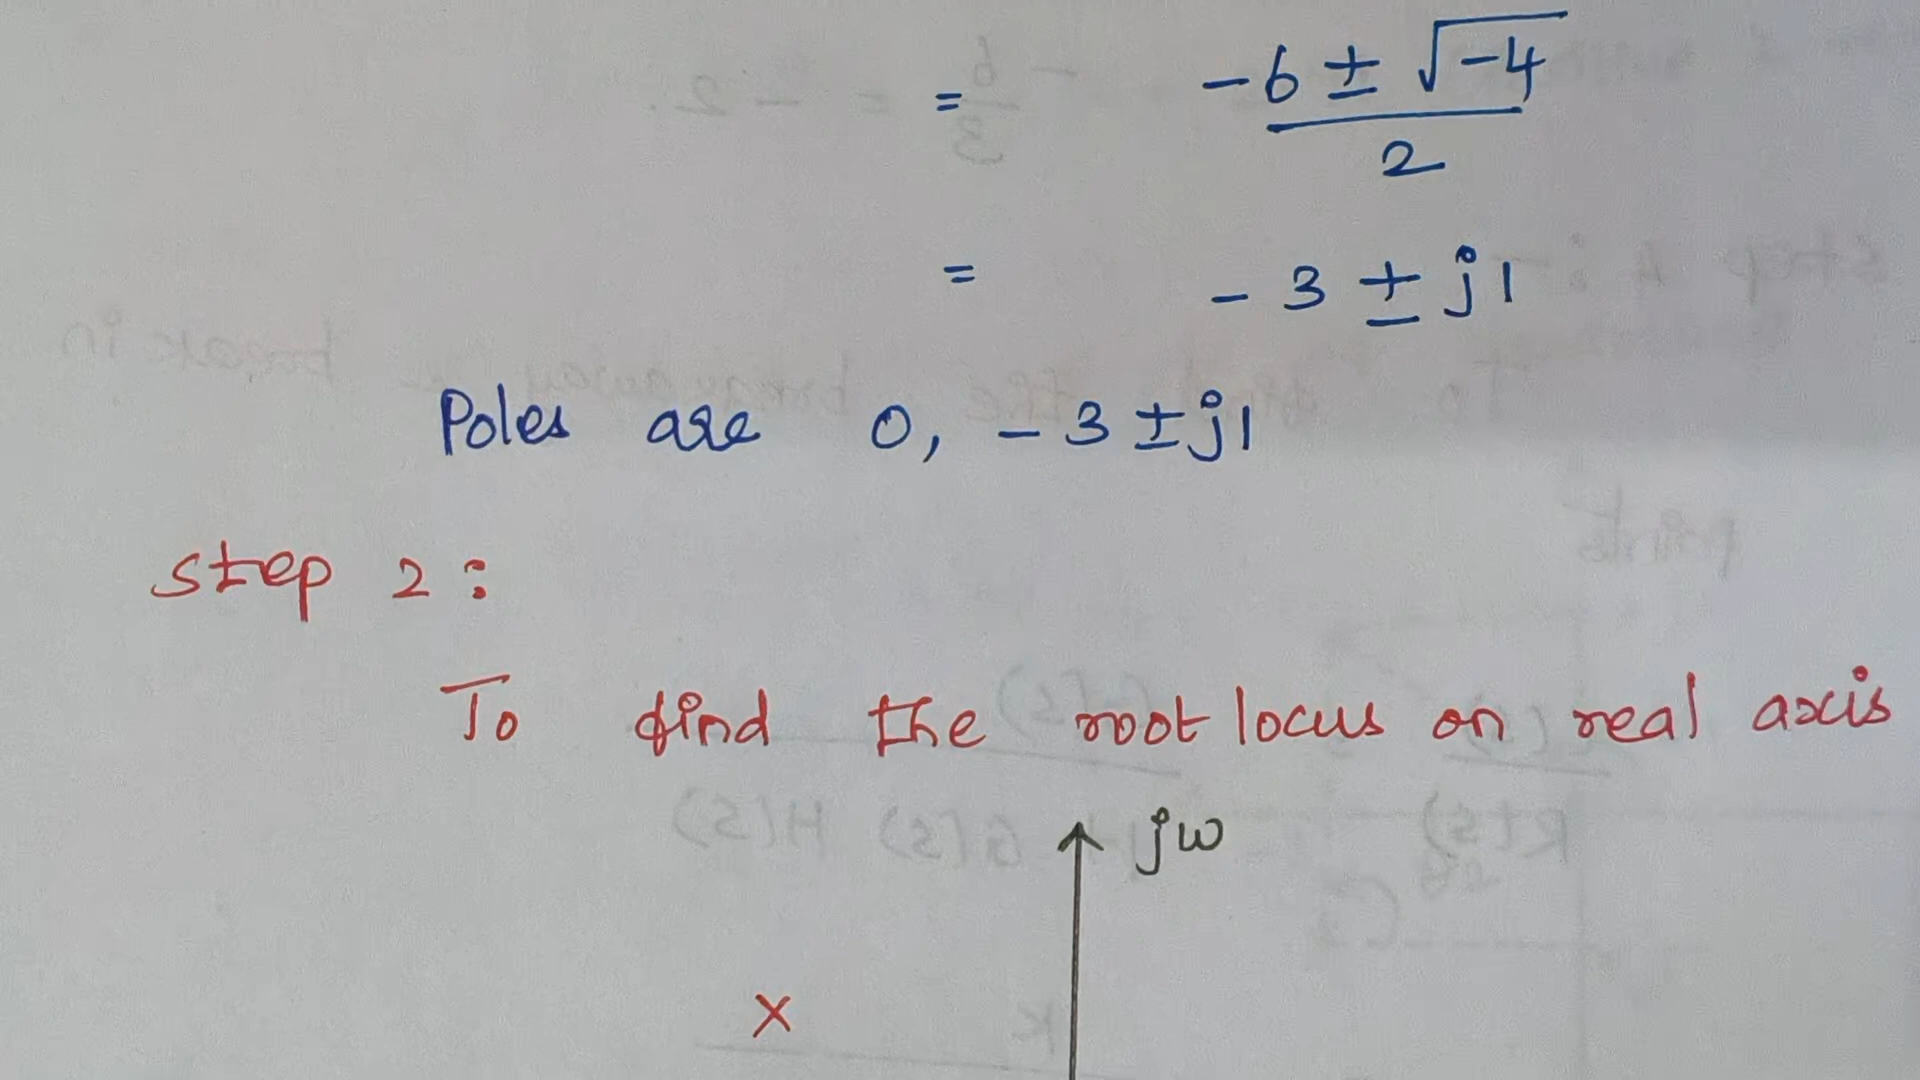 = -6 ± √-4 / 2
= -3 ± j1
Poles are 0, -3 ± j1
Step 2:
To find the root locus on real axis
jω
X